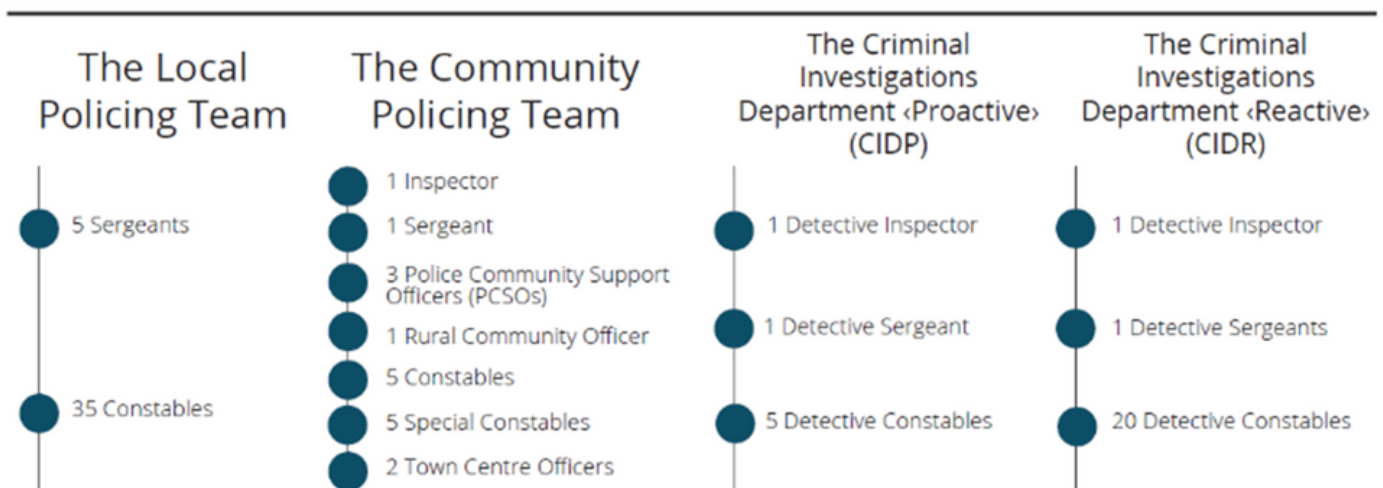 The Local
Policing Team
5 Sergeants
35 Constables
The Community
Policing Team
1 Inspector
1 Sergeant
3 Police Community Support
Officers (PCSOs)
1 Rural Community Officer
5 Constables
5 Special Constables
2 Town Centre Officers
The Criminal
Investigations
Department ‹Proactive›
(CIDP)
1 Detective Inspector
1 Detective Sergeant
5 Detective Constables
The Criminal
Investigations
Department ‹Reactive›
(CIDR)
1 Detective Inspector
1 Detective Sergeants
20 Detective Constables